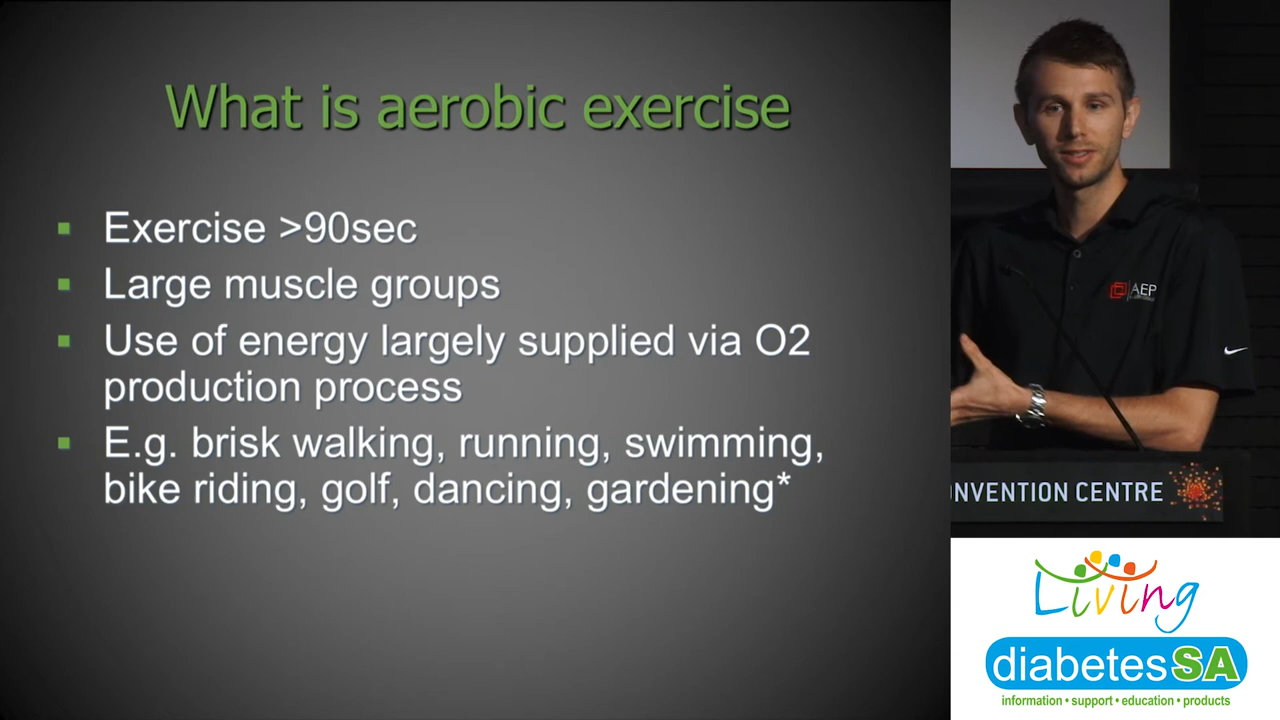 What is aerobic exercise
▪ Exercise >90sec
▪ Large muscle groups
▪ Use of energy largely supplied via O2
production process
▪ E.g. brisk walking, running, swimming,
bike riding, golf, dancing, gardening*
AEP
NVENTION CENTRE
Living
diabetesSA
information • support • education • products